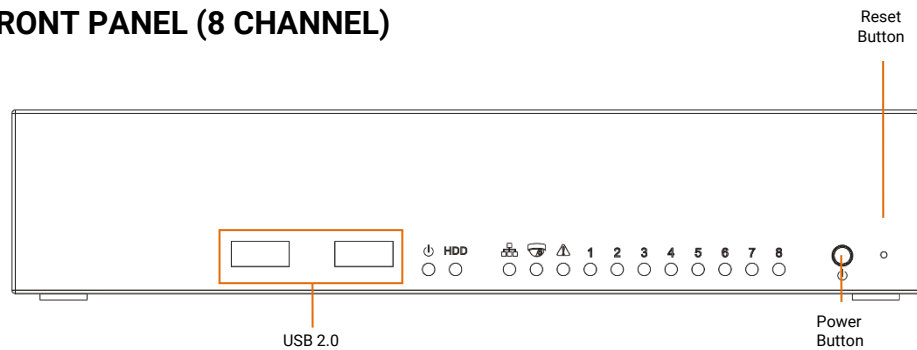 RONT PANEL (8 CHANNEL)
Reset
Button
HDD 1 2 3 4 5 6 7 8
USB 2.0
Power
Button